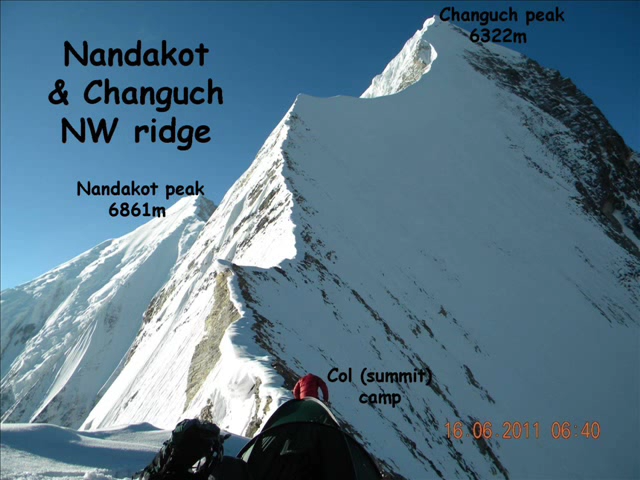 Changuch peak
6322m
Nandakot
& Changuch
NW ridge
Nandakot peak
6861m
Col (summit)
camp
16.06.2011 06:40